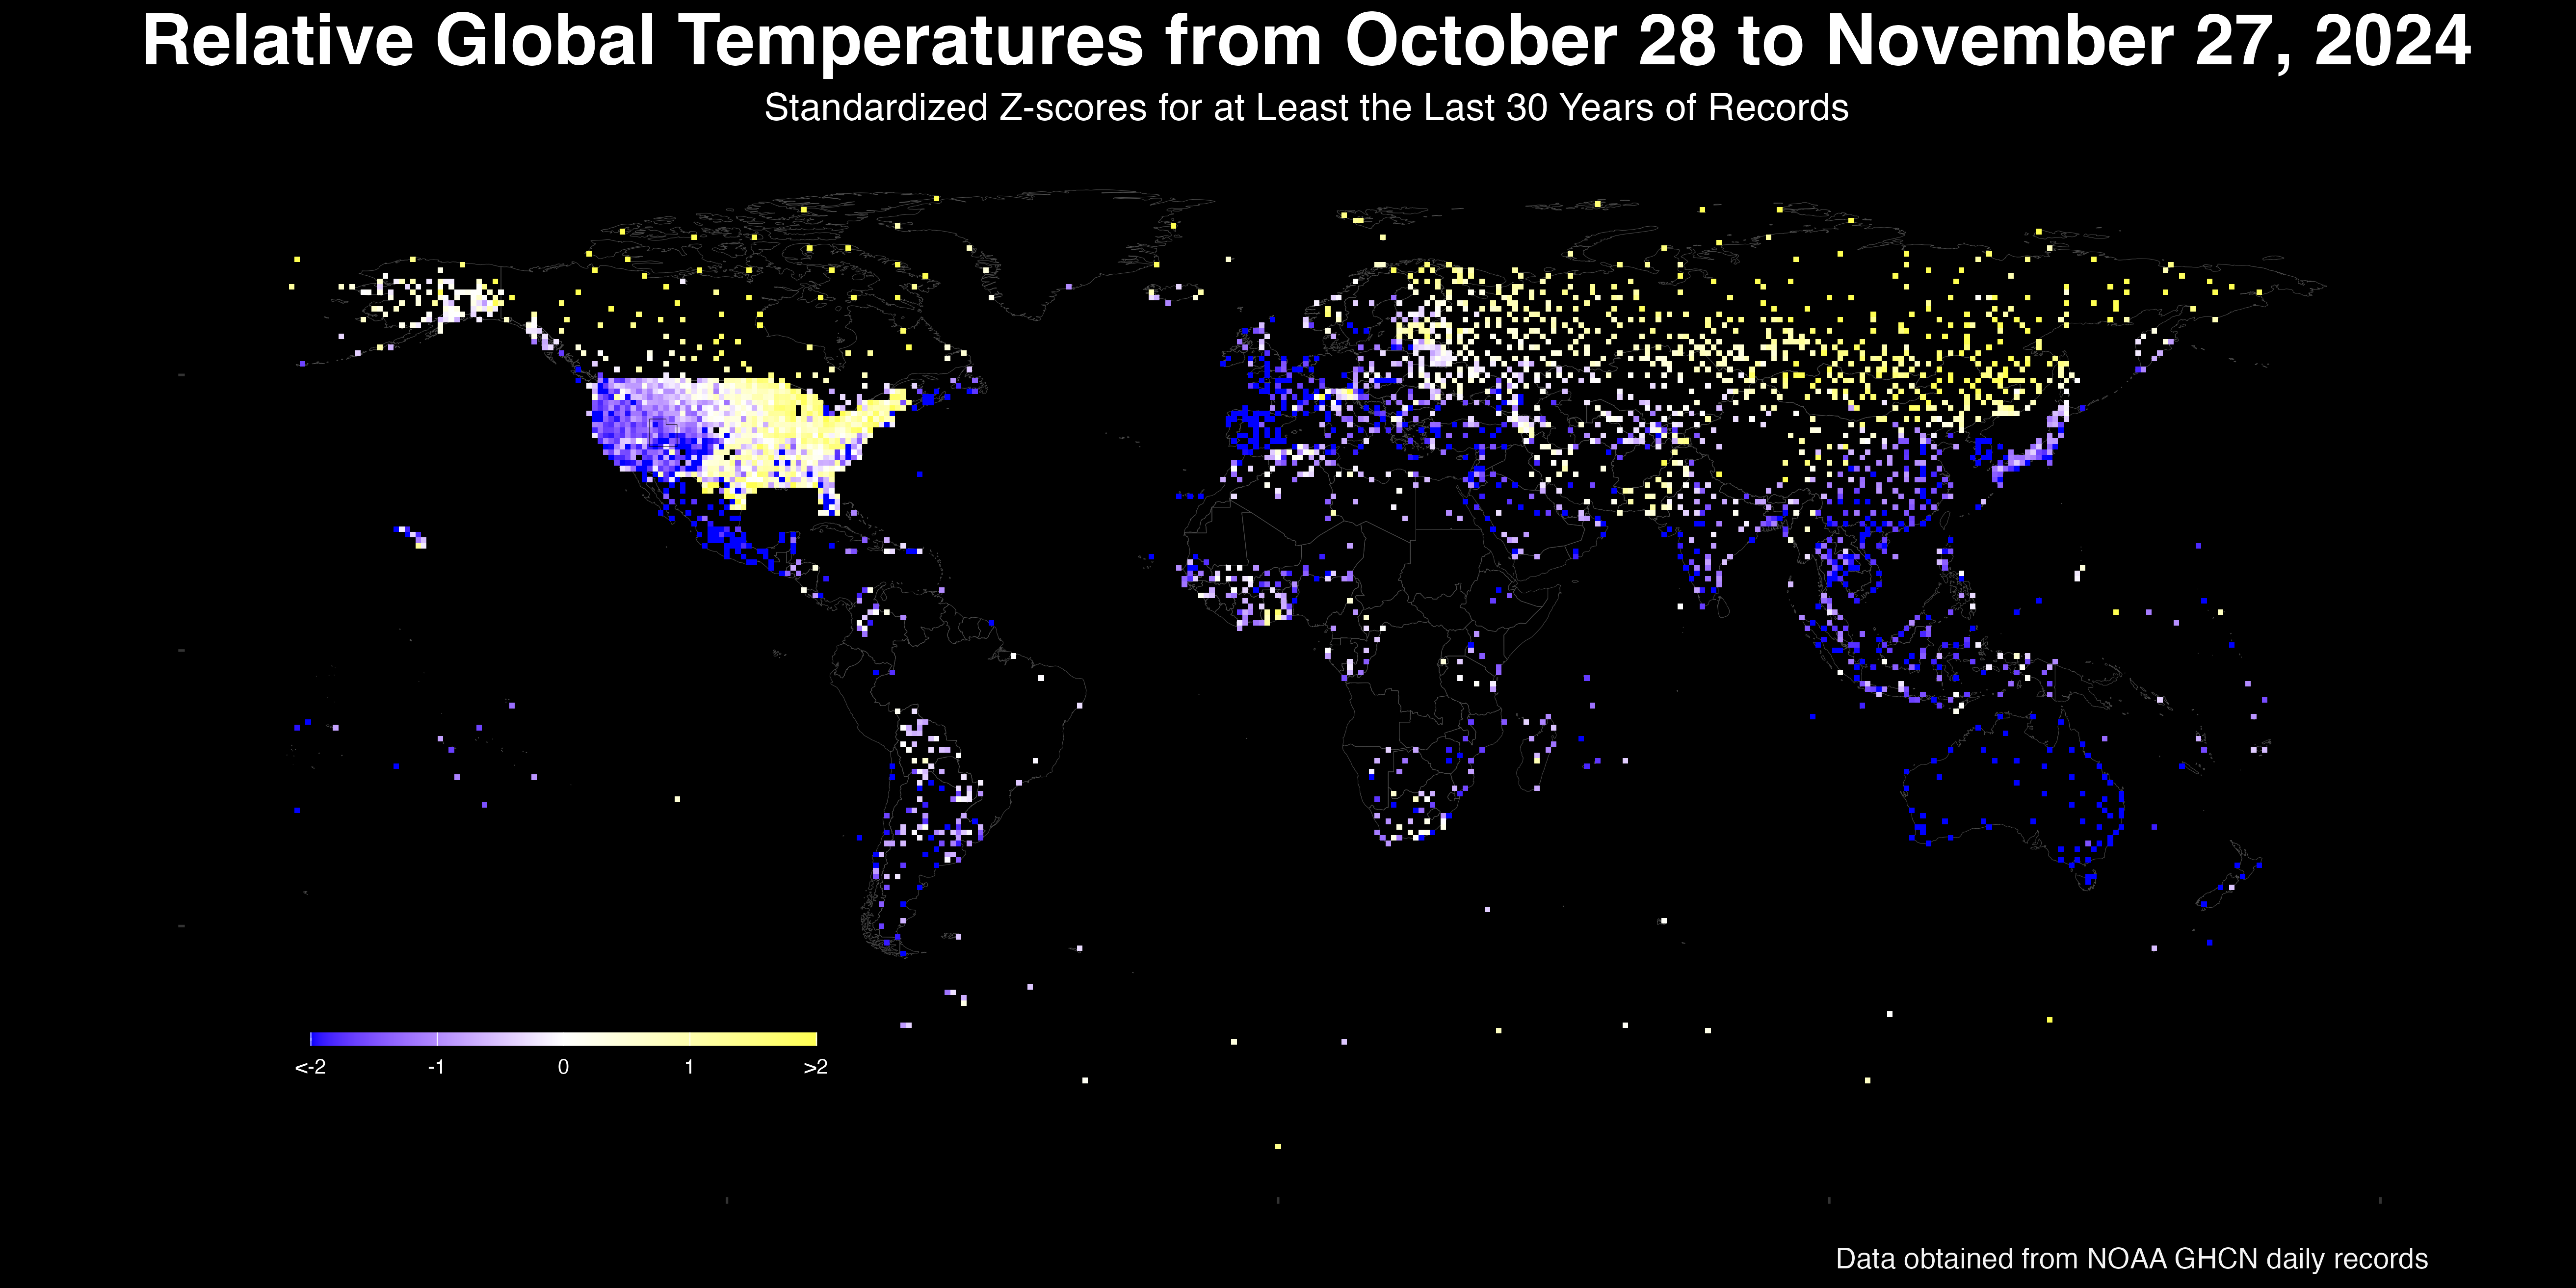 Relative Global Temperatures from October 28 to November 27, 2024
Standardized Z-scores for at Least the Last 30 Years of Records
<-2 -1 0 1 >2
Data obtained from NOAA GHCN daily records